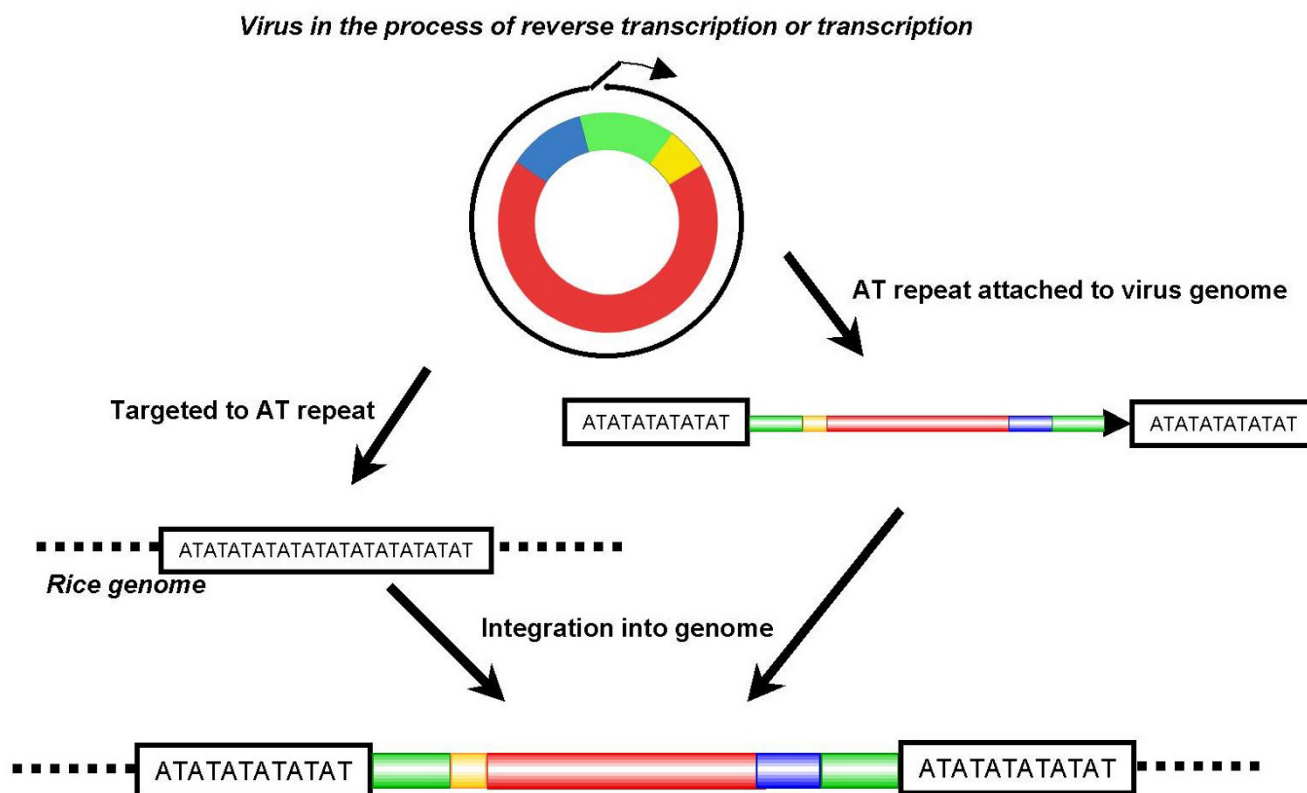 Virus in the process of reverse transcription or transcription
AT repeat attached to virus genome
Targeted to AT repeat
ATATATATATAT
ATATATATATAT
ATATATATATATATATATATATAT
Rice genome
Integration into genome
ATATATATATAT
ATATATATATAT